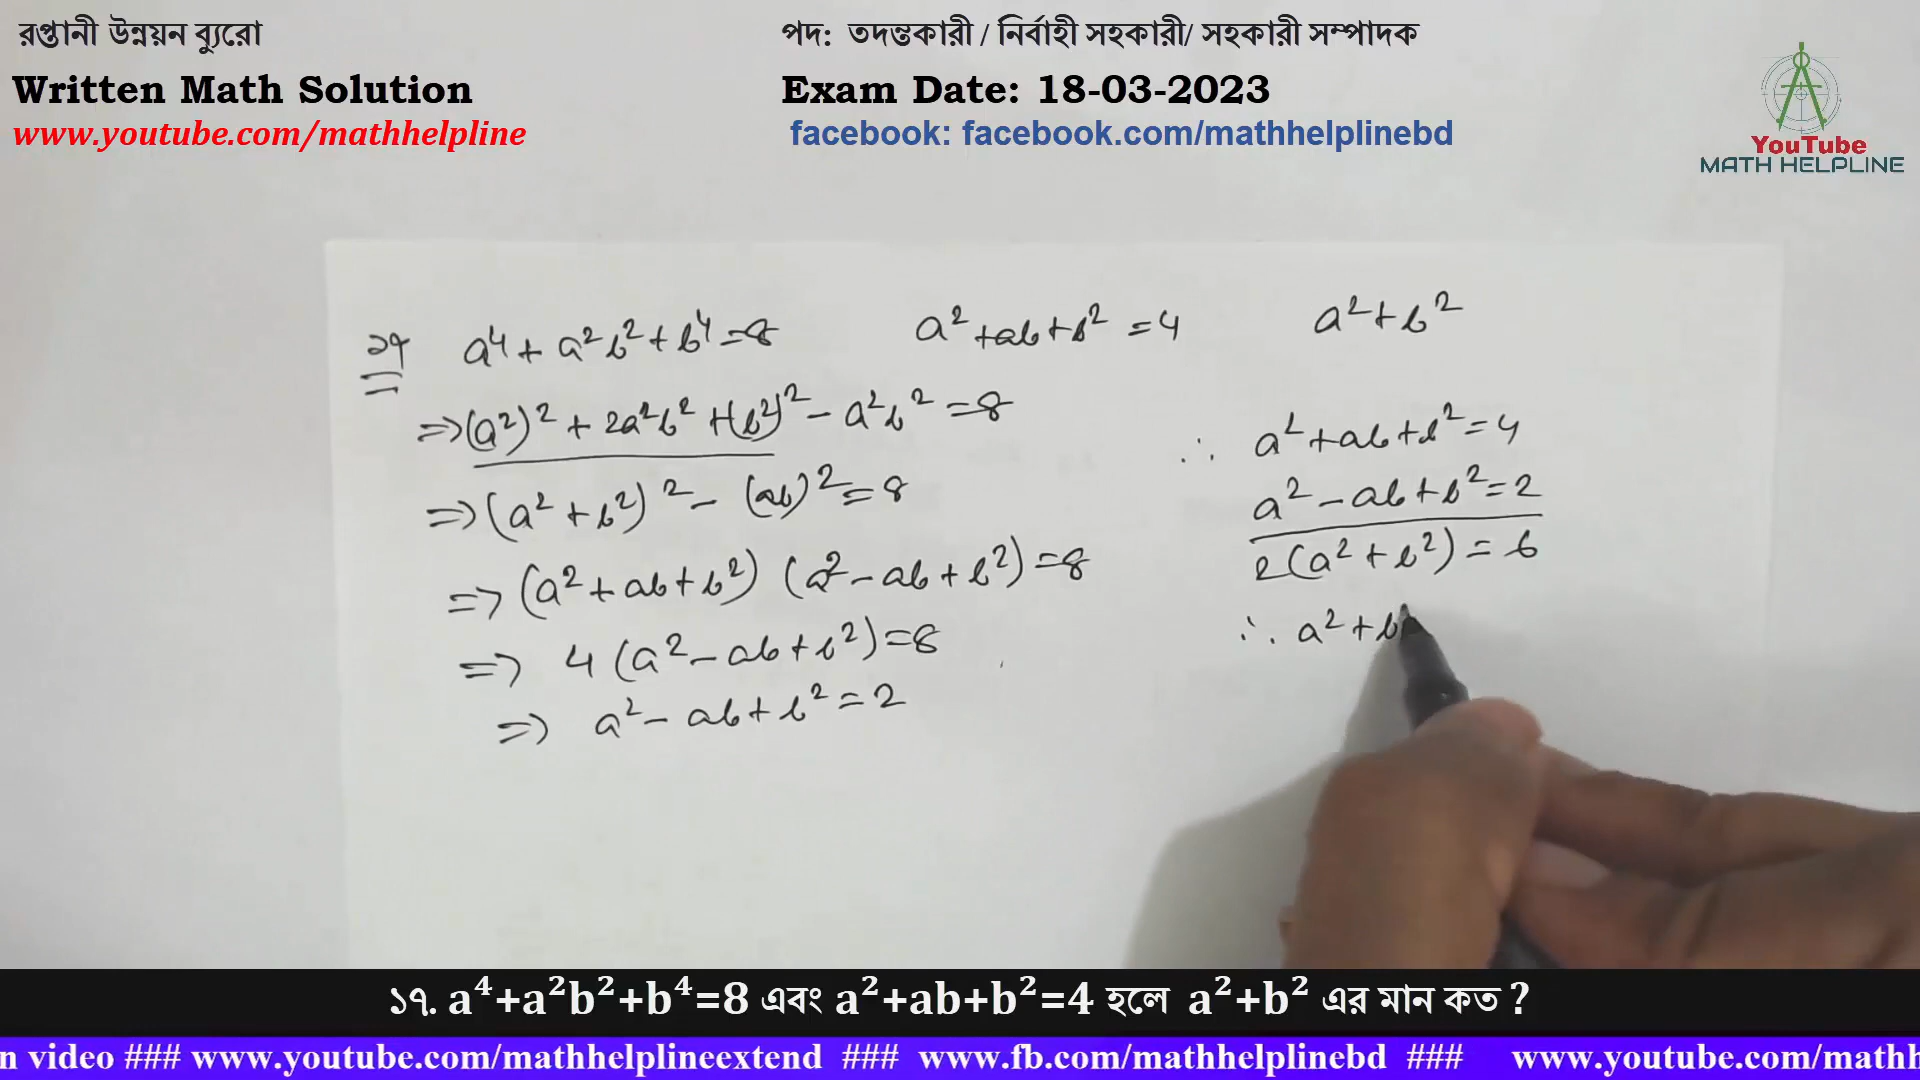 রপ্তানী উন্নয়ন ব্যুরো
পদ: তদন্তকারী / নির্বাহী সহকারী/ সহকারী সম্পাদক
Written Math Solution
Exam Date: 18-03-2023
www.youtube.com/mathhelpline
facebook: facebook.com/mathhelplinebd
YouTube
MATH HELPLINE
১৭ a⁴ + a²b² + b⁴ = 8
⇒ (a²)² + 2a²b² + (b²)² - a²b² = 8
⇒ (a² + b²)² - (ab)² = 8
⇒ (a² + ab + b²) (a² - ab + b²) = 8
⇒ 4 (a² - ab + b²) = 8
⇒ a² - ab + b² = 2
a² + ab + b² = 4
a² + b²
∴ a² + ab + b² = 4
a² - ab + b² = 2
2(a² + b²) = 6
∴ a² + b
১৭. a⁴+a²b²+b⁴=8 এবং a²+ab+b²=4 হলে a²+b² এর মান কত ?
n video ### www.youtube.com/mathhelplineextend ### www.fb.com/mathhelplinebd ### www.youtube.com/mathh